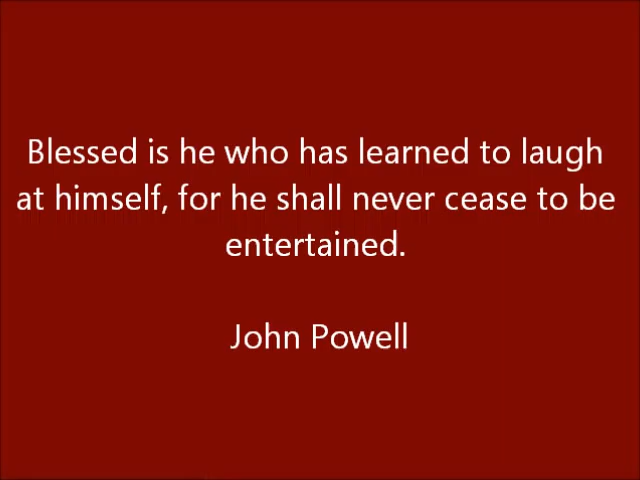 Blessed is he who has learned to laugh
at himself, for he shall never cease to be
entertained.
John Powell